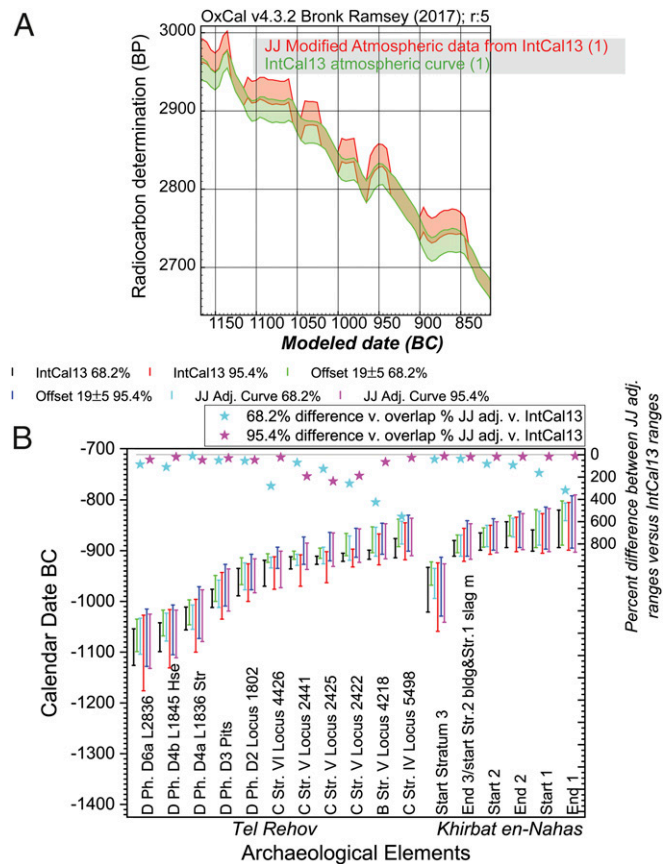 A
OxCal v4.3.2 Bronk Ramsey (2017); r:5
JJ Modified Atmospheric data from IntCal13 (1)
IntCal13 atmospheric curve (1)
Radiocarbon determination (BP)
3000
2900
2800
2700
1150 1100 1050 1000 950 900 850
Modeled date (BC)
IntCal13 68.2% IntCal13 95.4% Offset 19±5 68.2%
Offset 19±5 95.4% JJ Adj. Curve 68.2% JJ Adj. Curve 95.4%
B
68.2% difference v. overlap % JJ adj. v. IntCal13
95.4% difference v. overlap % JJ adj. v. IntCal13
Calendar Date BC
-700
-800
-900
-1000
-1100
-1200
-1300
-1400
0
200
400
600
800
Percent difference between JJ adj.
ranges versus IntCal13 ranges
D Ph. D6a L2836
D Ph. D4b L1845 Hse
D Ph. D4a L1836 Str
D Ph. D3 Pits
D Ph. D2 Locus 1802
C Str. VI Locus 4426
C Str. V Locus 2441
C Str. V Locus 2425
C Str. V Locus 2422
B Str. V Locus 4218
C Str. IV Locus 5498
Start Stratum 3
End 3/start Str.2 bldg&Str.1 slag m
Start 2
End 2
Start 1
End 1
Tel Rehov Khirbat en-Nahas
Archaeological Elements